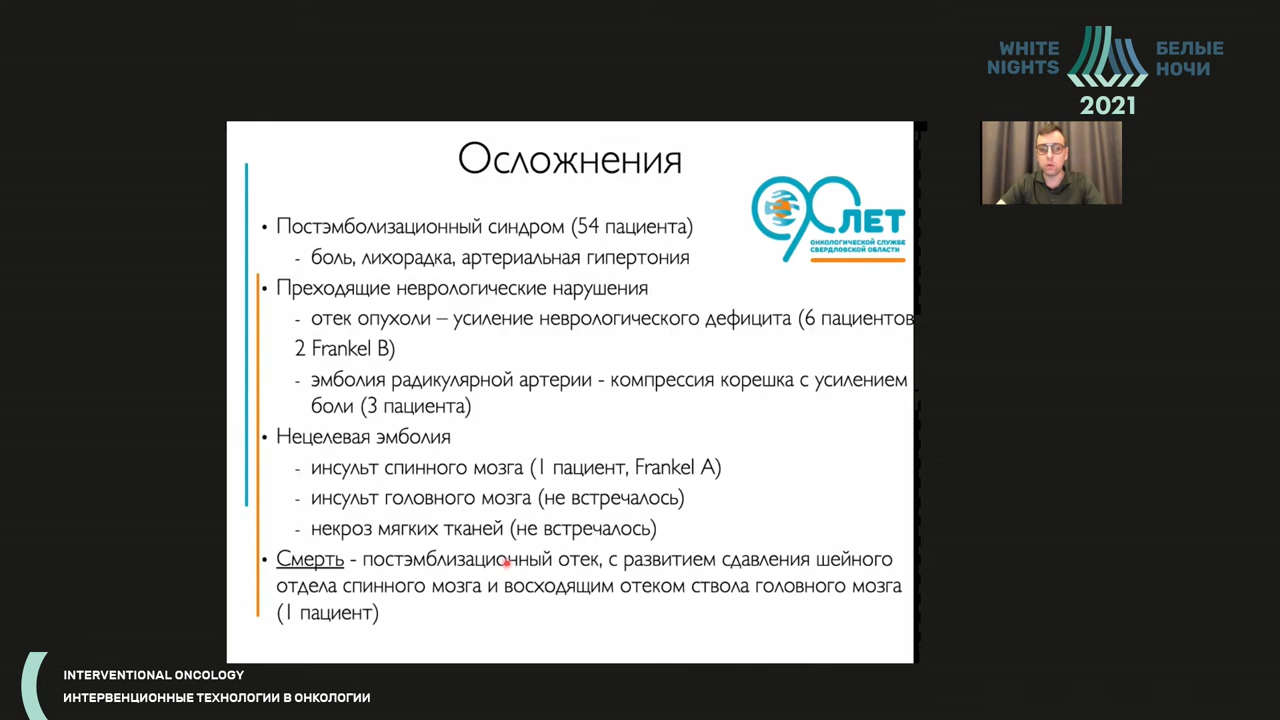 WHITE NIGHTS
БЕЛЫЕ НОЧИ
2021
Осложнения
90 ЛЕТ
ОНКОЛОГИЧЕСКОЙ СЛУЖБЕ
СВЕРДЛОВСКОЙ ОБЛАСТИ
• Постэмболизационный синдром (54 пациента)
- боль, лихорадка, артериальная гипертония
• Преходящие неврологические нарушения
- отек опухоли – усиление неврологического дефицита (6 пациентов
2 Frankel B)
- эмболия радикулярной артерии - компрессия корешка с усилением
боли (3 пациента)
• Нецелевая эмболия
- инсульт спинного мозга (1 пациент, Frankel A)
- инсульт головного мозга (не встречалось)
- некроз мягких тканей (не встречалось)
• Смерть - постэмблизационный отек, с развитием сдавления шейного
отдела спинного мозга и восходящим отеком ствола головного мозга
(1 пациент)
INTERVENTIONAL ONCOLOGY
ИНТЕРВЕНЦИОННЫЕ ТЕХНОЛОГИИ В ОНКОЛОГИИ